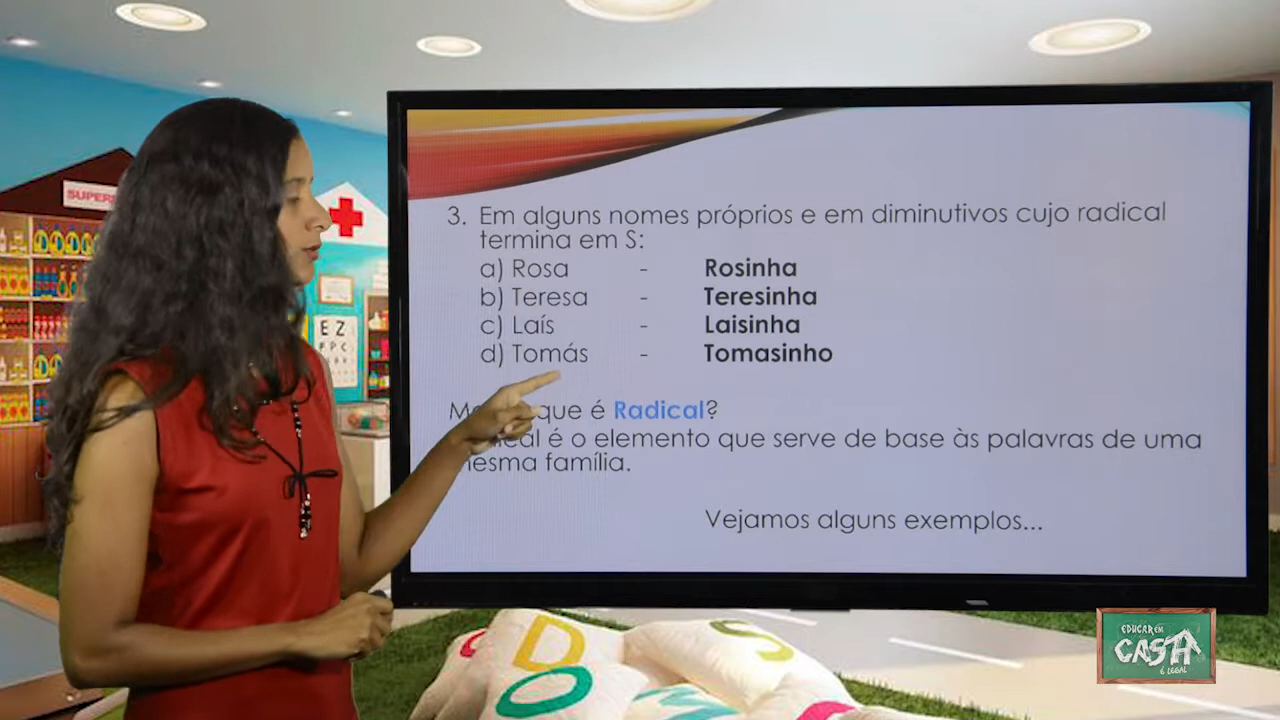 SUPER
3. Em alguns nomes próprios e em diminutivos cujo radical
termina em S:
a) Rosa - Rosinha
b) Teresa - Teresinha
c) Laís - Laisinha
d) Tomás - Tomasinho
que é Radical?
é o elemento que serve de base às palavras de uma
mesma família.
Vejamos alguns exemplos...
E Z
D
O
S
EDUCAR EM
CASA
É LEGAL